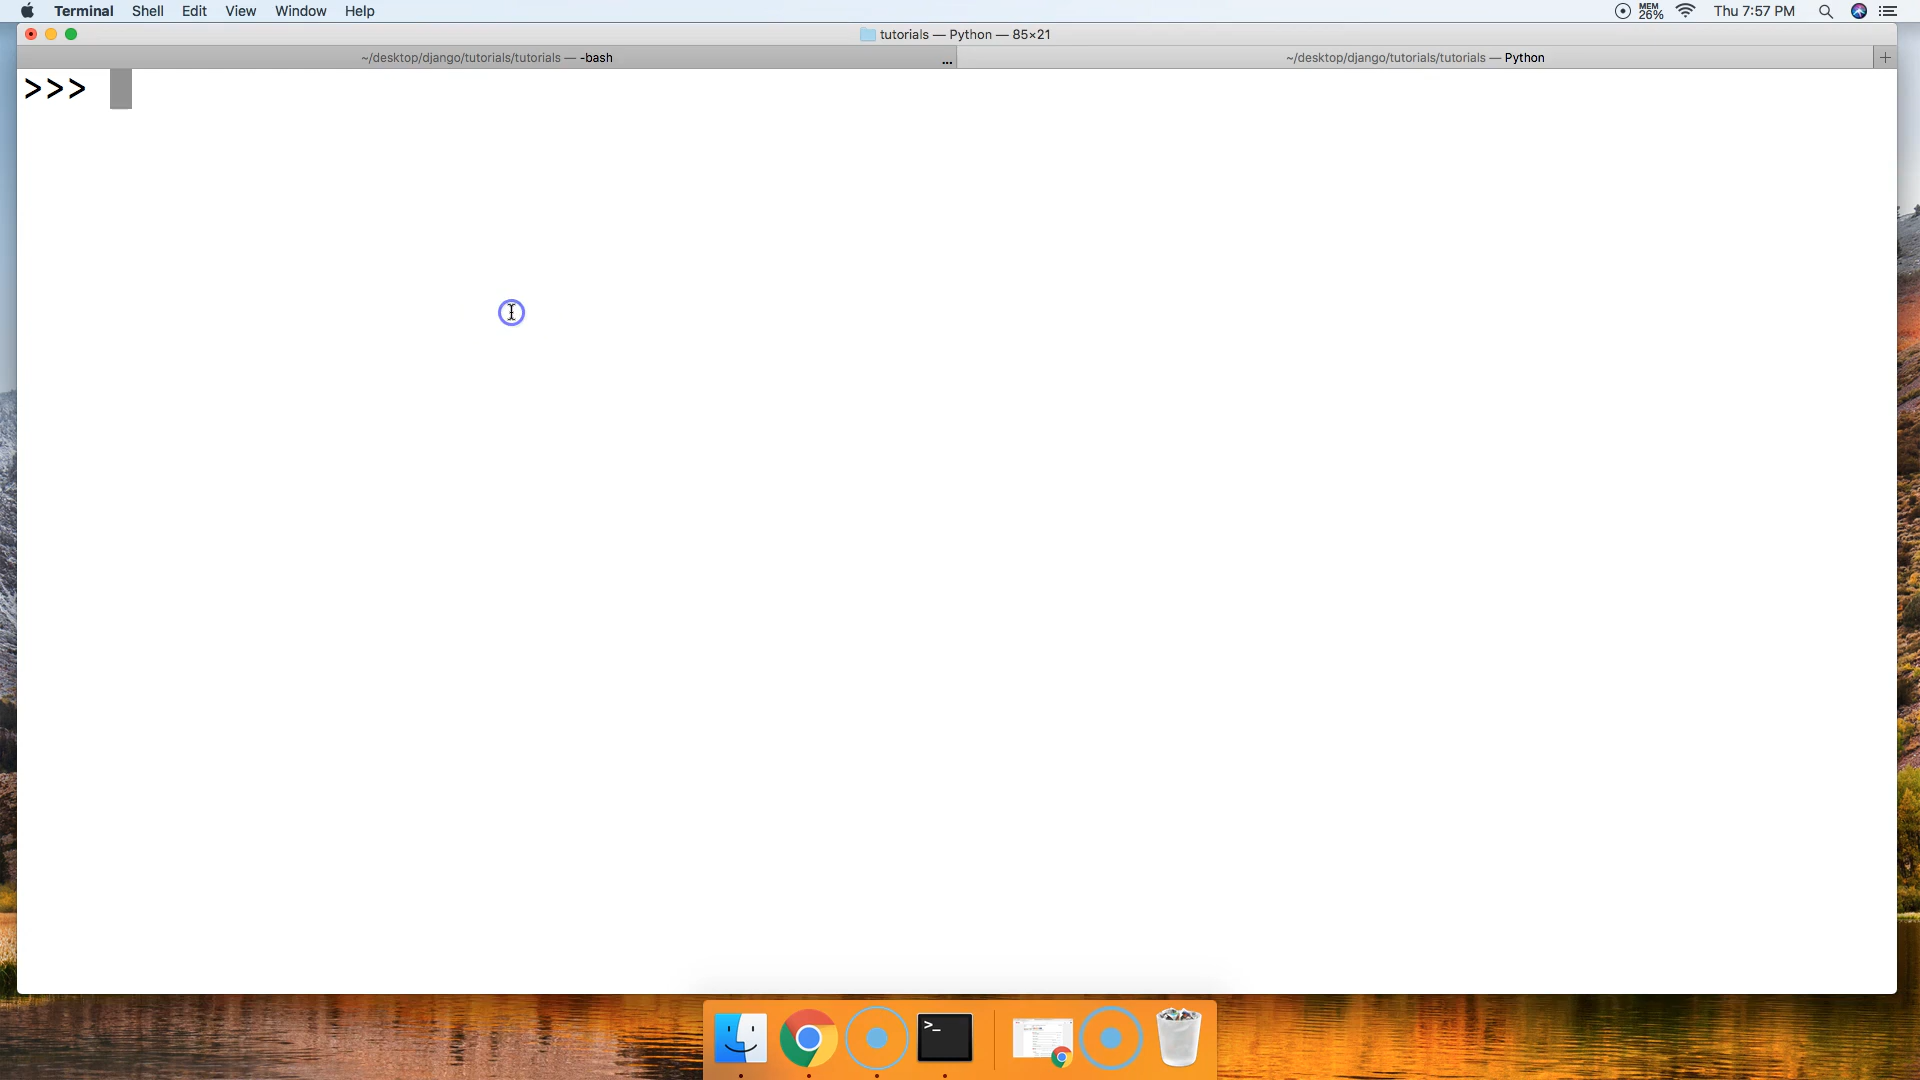 Terminal Shell Edit View Window Help MEM 26% Thu 7:57 PM
tutorials — Python — 85×21
~/desktop/django/tutorials/tutorials — -bash ... ~/desktop/django/tutorials/tutorials — Python +
>>>
>_